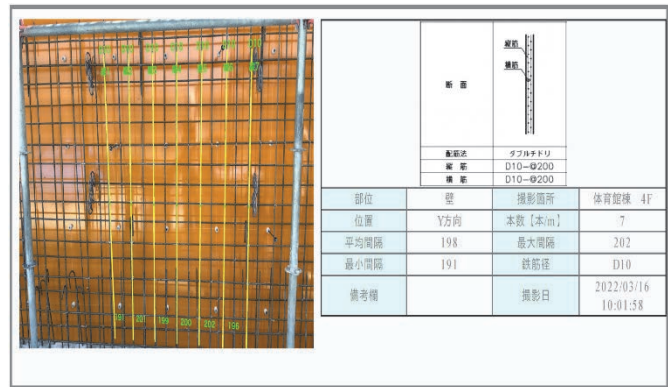 191 201 199 200 202 196
縦筋
横筋
断 面
配筋法 ダブルチドリ
縦 筋 D10-@200
横 筋 D10-@200
部位 壁 撮影箇所 体育館棟 4F
位置 Y方向 本数【本/m】 7
平均間隔 198 最大間隔 202
最小間隔 191 鉄筋径 D10
備考欄 撮影日 2022/03/16
10:01:58